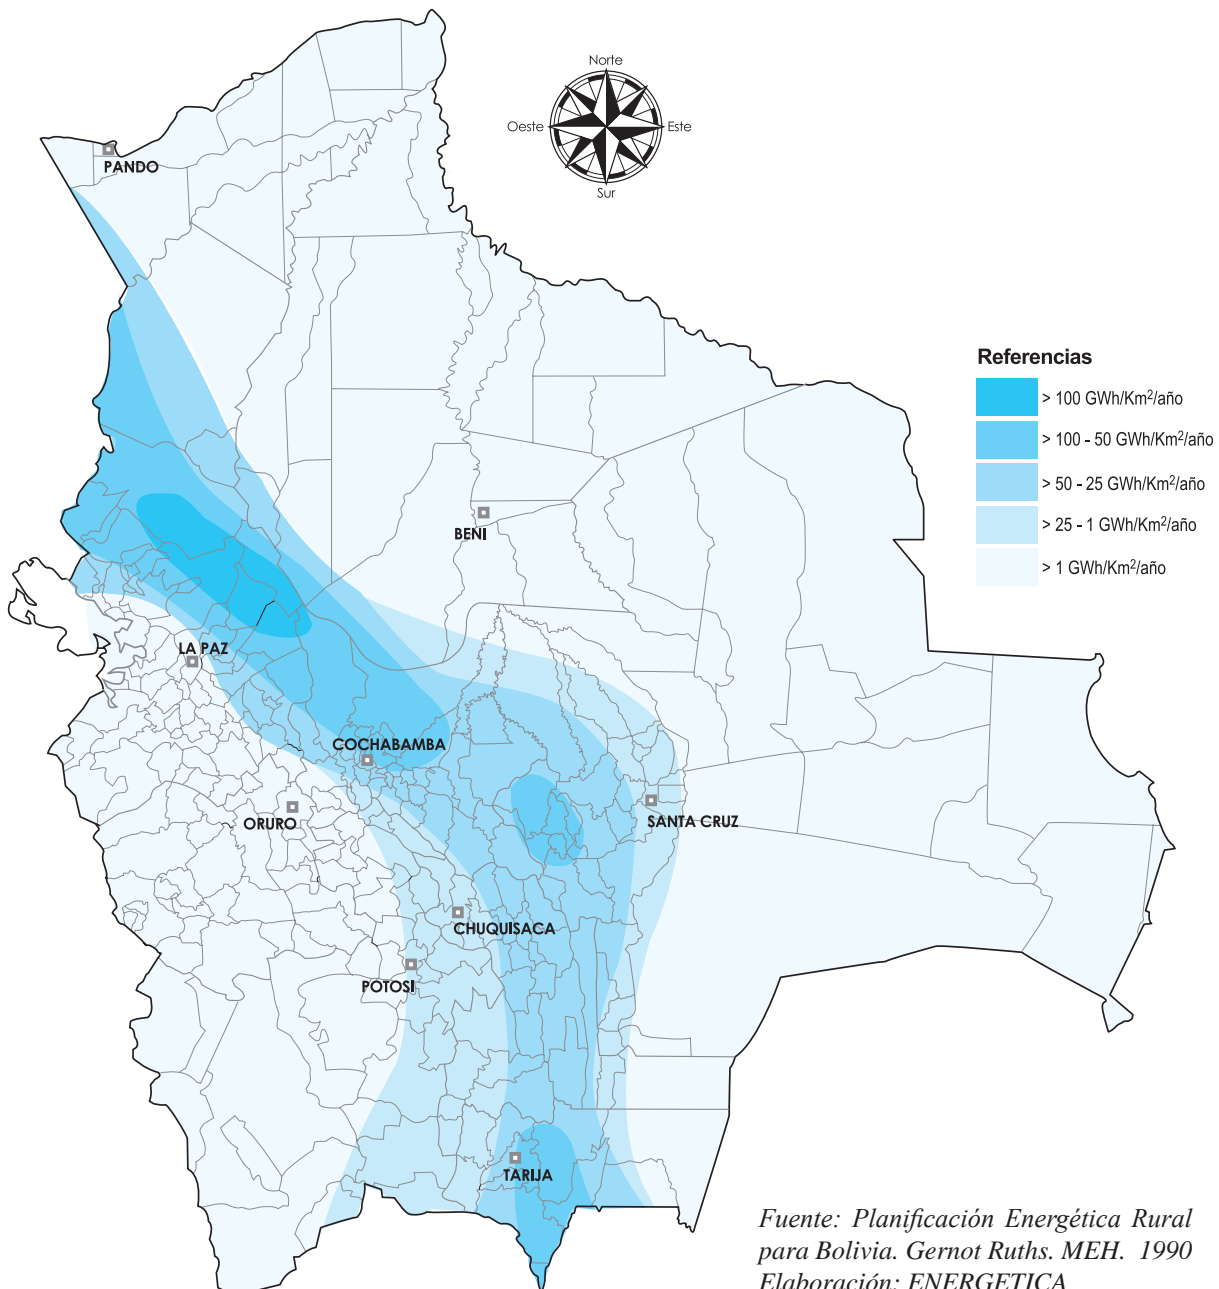 Norte
Oeste
Este
Sur
PANDO
Referencias
> 100 GWh/Km²/año
> 100 - 50 GWh/Km²/año
> 50 - 25 GWh/Km²/año
> 25 - 1 GWh/Km²/año
> 1 GWh/Km²/año
BENI
LA PAZ
COCHABAMBA
ORURO
SANTA CRUZ
CHUQUISACA
POTOSI
TARIJA
Fuente: Planificación Energética Rural
para Bolivia. Gernot Ruths. MEH. 1990
Elaboración: ENERGETICA